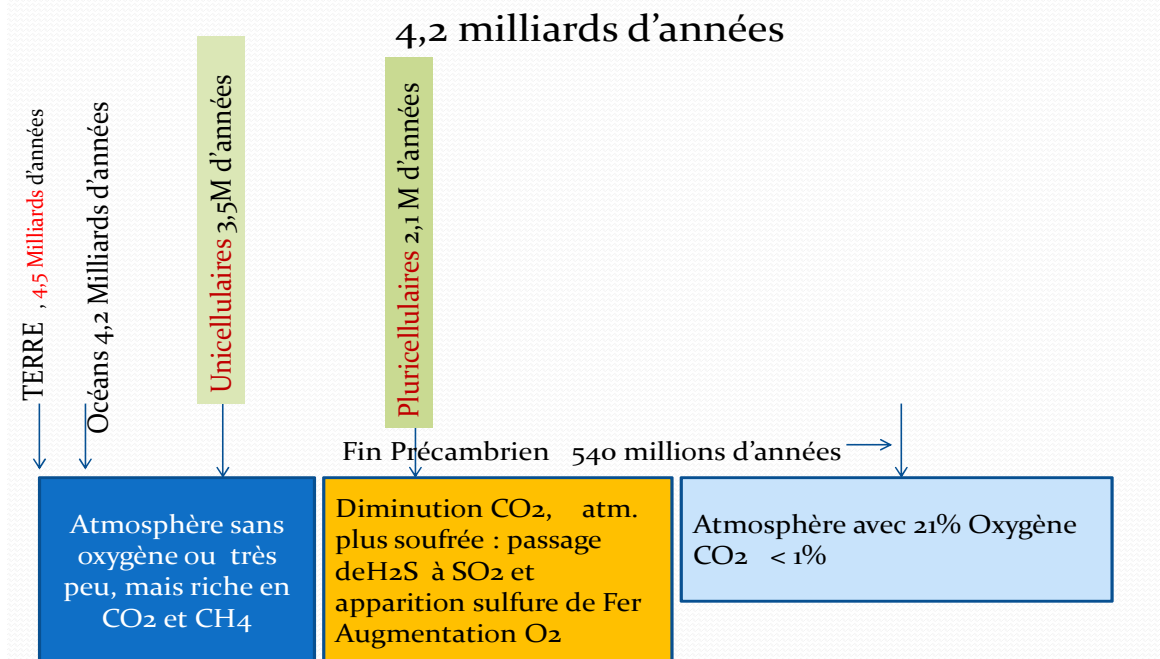 4,2 milliards d’années
TERRE , 4,5 Milliards d’années
Océans 4,2 Milliards d’années
Unicellulaires 3,5M d’années
Pluricellulaires 2,1 M d’années
Fin Précambrien 540 millions d’années
Atmosphère sans
oxygène ou très
peu, mais riche en
CO2 et CH4
Diminution CO2, atm.
plus soufrée : passage
deH2S à SO2 et
apparition sulfure de Fer
Augmentation O2
Atmosphère avec 21% Oxygène
CO2 < 1%